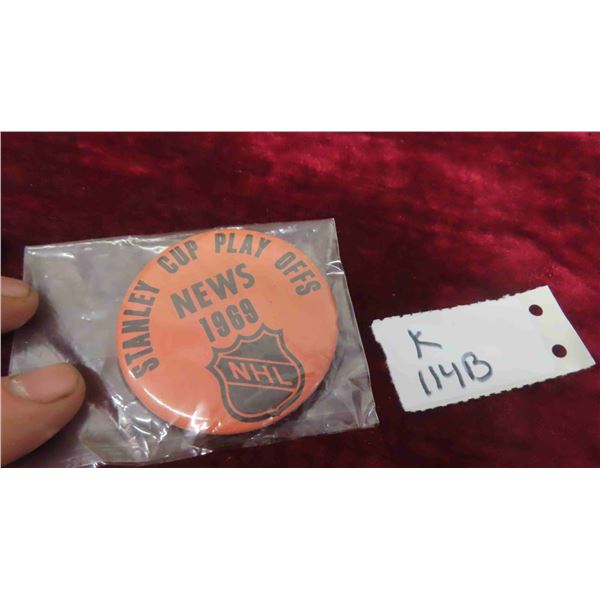 STANLEY CUP PLAY OFFS
NEWS
1969
NHL
K
114B